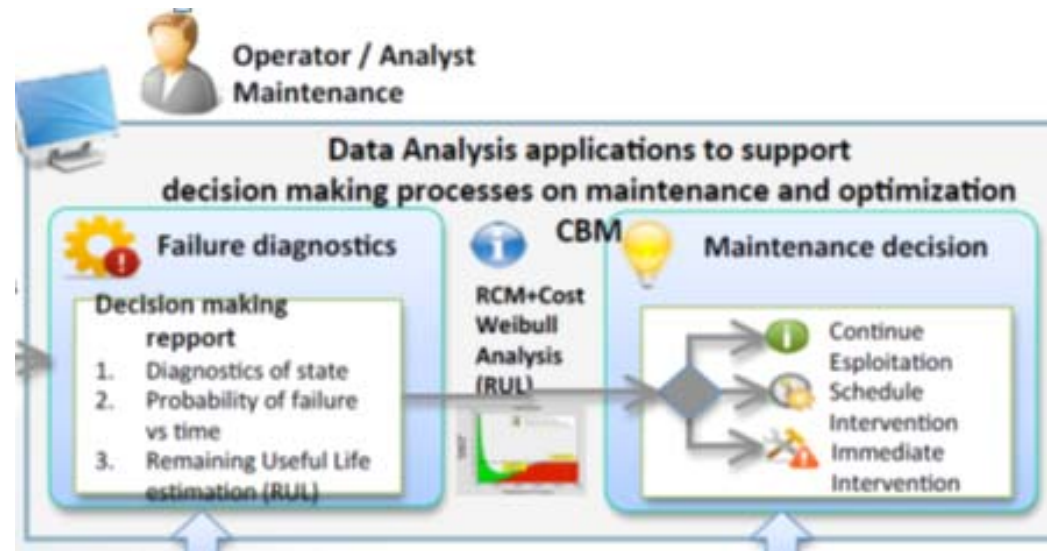 Operator / Analyst
Maintenance
Data Analysis applications to support
decision making processes on maintenance and optimization
CBM
Failure diagnostics
Decision making
repport
1. Diagnostics of state
2. Probability of failure
vs time
3. Remaining Useful Life
estimation (RUL)
RCM+Cost
Weibull
Analysis
(RUL)
Maintenance decision
Continue
Esploitation
Schedule
Intervention
Immediate
Intervention